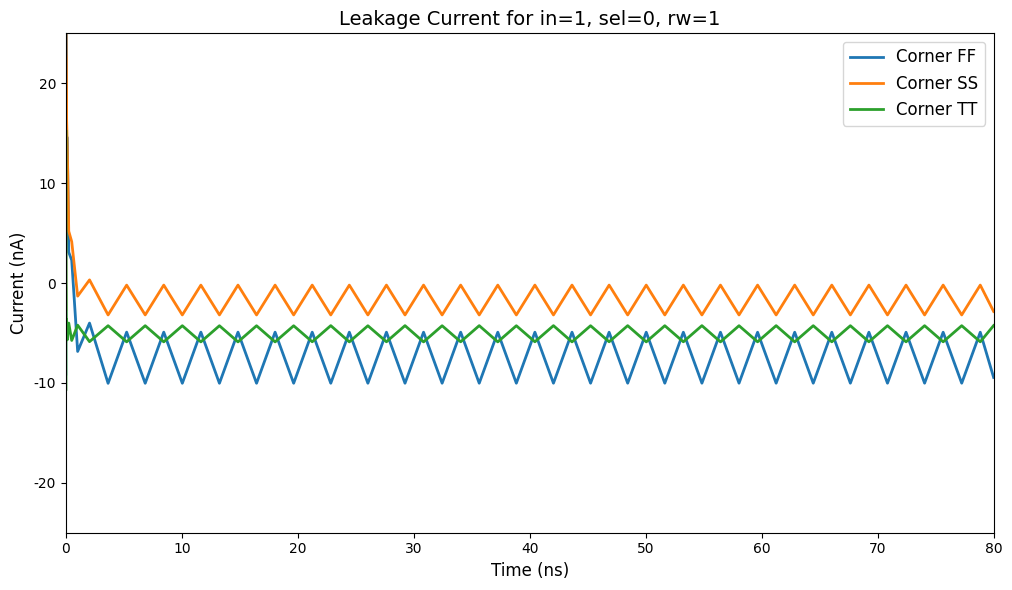 Leakage Current for in=1, sel=0, rw=1
Corner FF
Corner SS
Corner TT
Current (nA)
20
10
0
-10
-20
0 10 20 30 40 50 60 70 80
Time (ns)